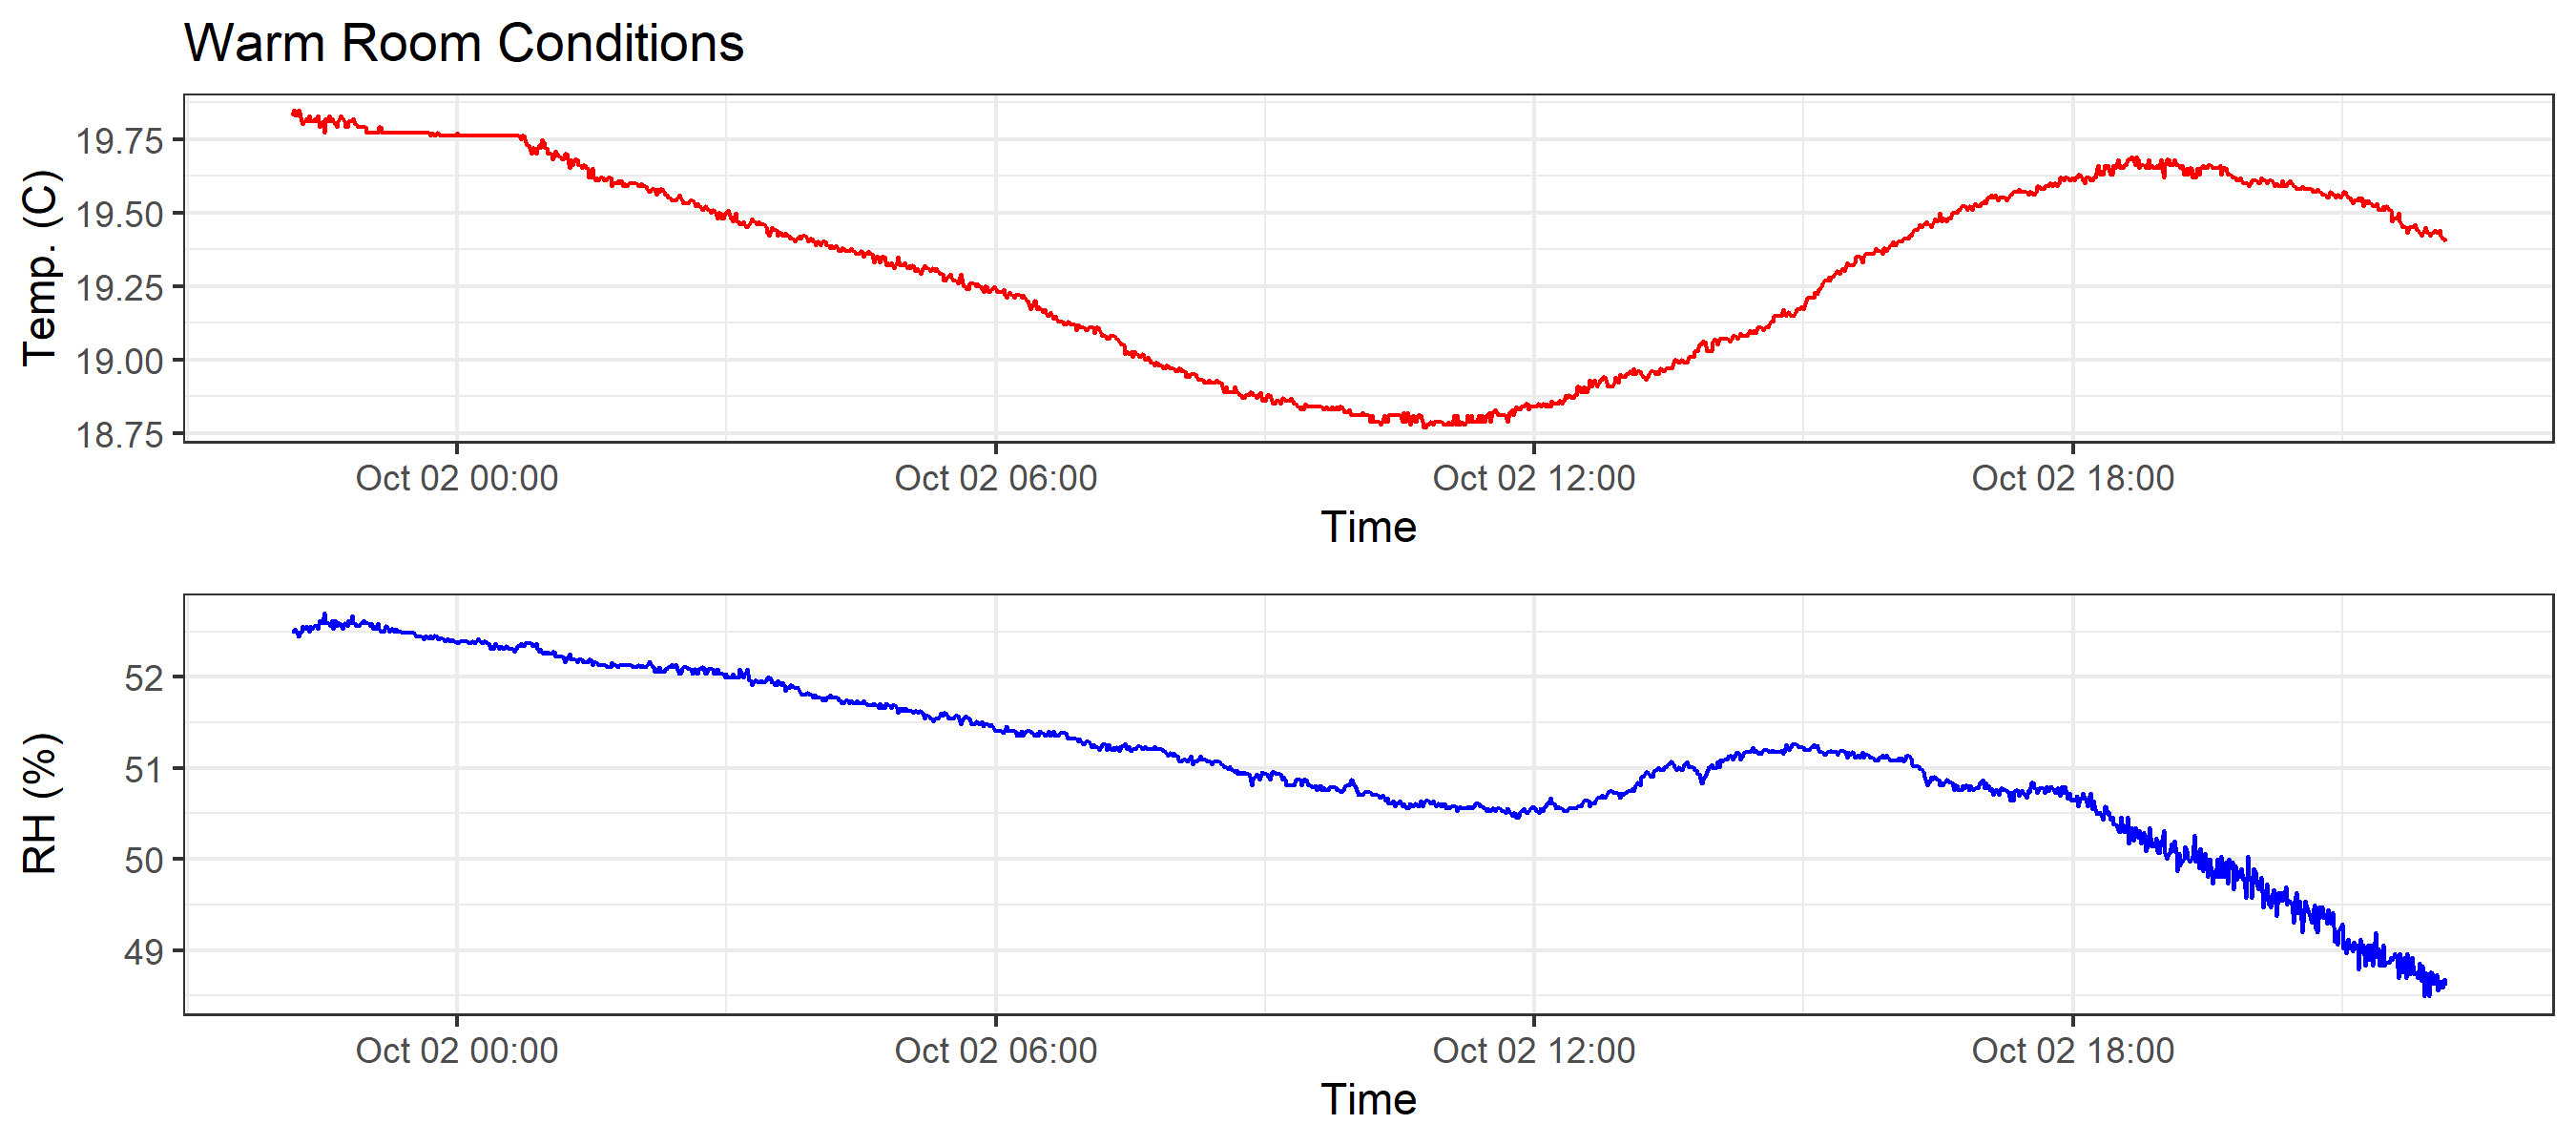 Warm Room Conditions
Temp. (C)
19.75
19.50
19.25
19.00
18.75
Oct 02 00:00 Oct 02 06:00 Oct 02 12:00 Oct 02 18:00
Time
RH (%)
52
51
50
49
Oct 02 00:00 Oct 02 06:00 Oct 02 12:00 Oct 02 18:00
Time